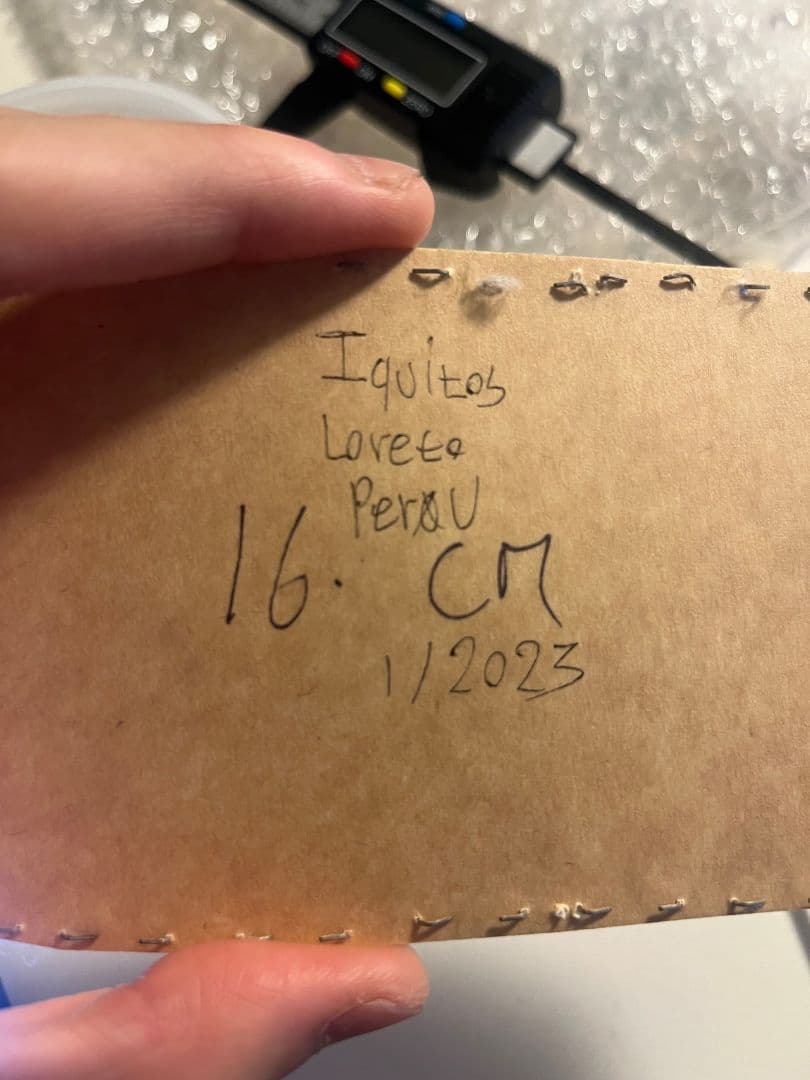 Iquitos
Loreto
Peru
16. CM
1/2023